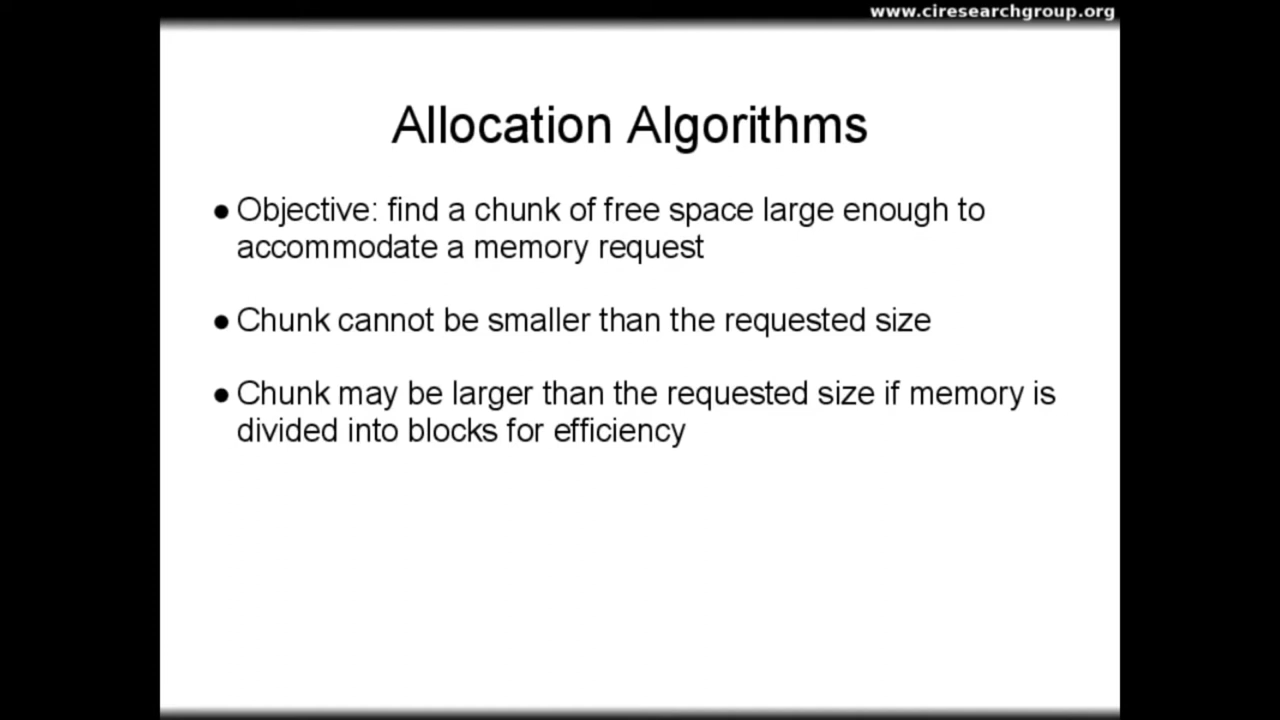 www.ciresearchgroup.org
Allocation Algorithms
● Objective: find a chunk of free space large enough to
accommodate a memory request
● Chunk cannot be smaller than the requested size
● Chunk may be larger than the requested size if memory is
divided into blocks for efficiency